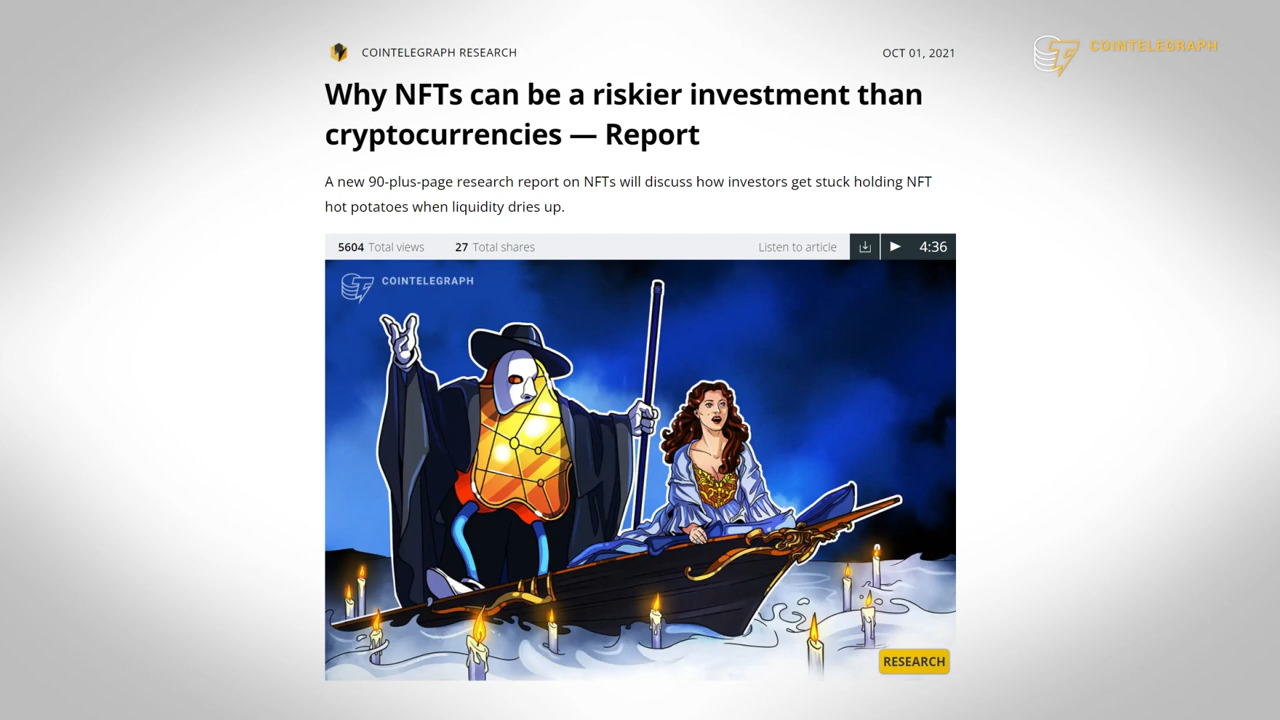 COINTELEGRAPH RESEARCH
OCT 01, 2021
COINTELEGRAPH
Why NFTs can be a riskier investment than
cryptocurrencies — Report
A new 90-plus-page research report on NFTs will discuss how investors get stuck holding NFT
hot potatoes when liquidity dries up.
5604 Total views 27 Total shares
Listen to article 4:36
COINTELEGRAPH
RESEARCH